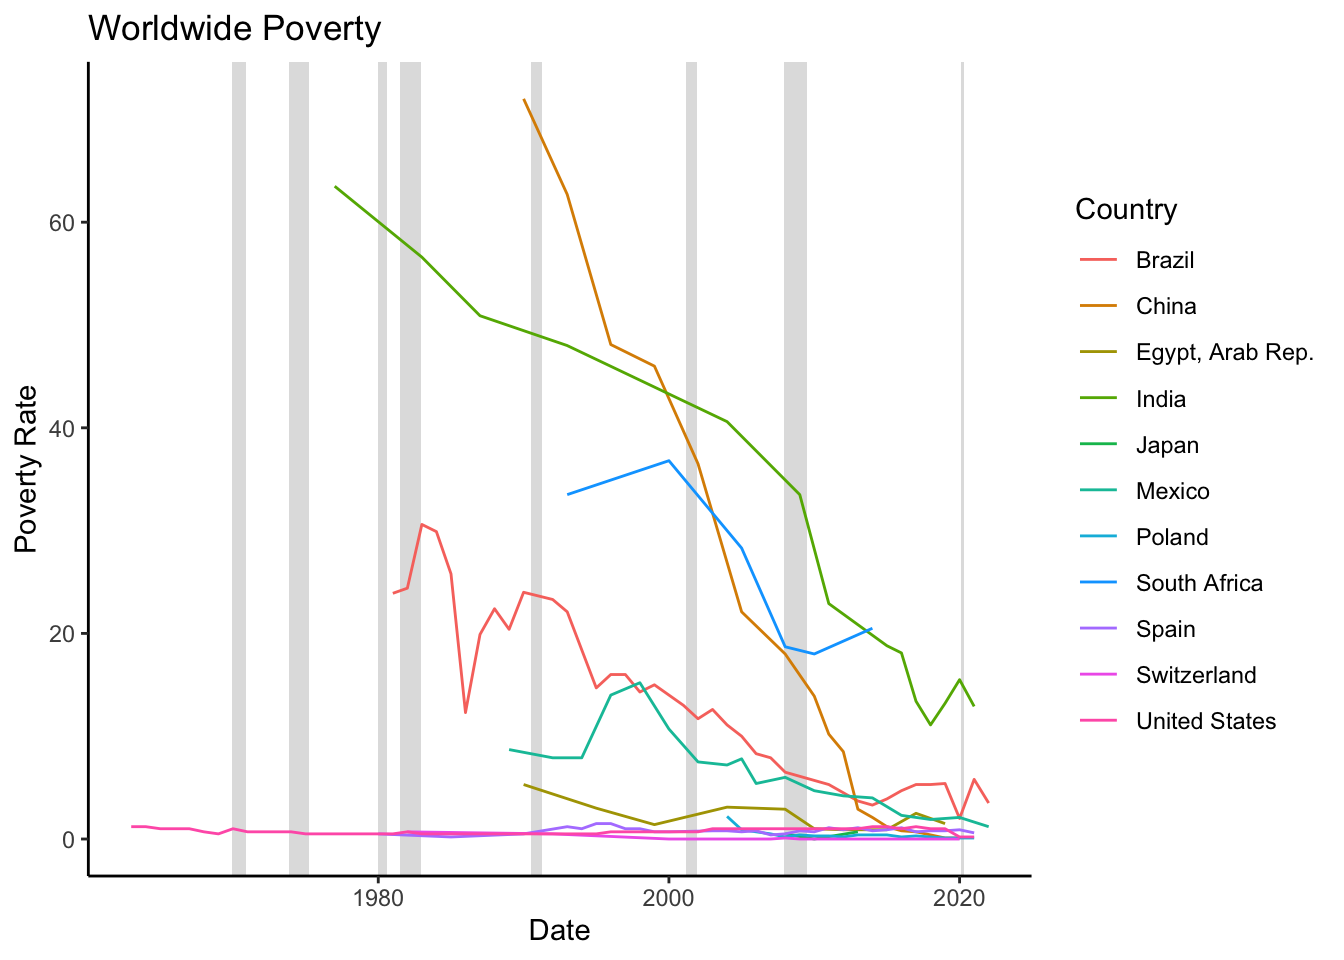 Worldwide Poverty
Poverty Rate
60
40
20
0
1980
2000
2020
Date
Country
Brazil
China
Egypt, Arab Rep.
India
Japan
Mexico
Poland
South Africa
Spain
Switzerland
United States